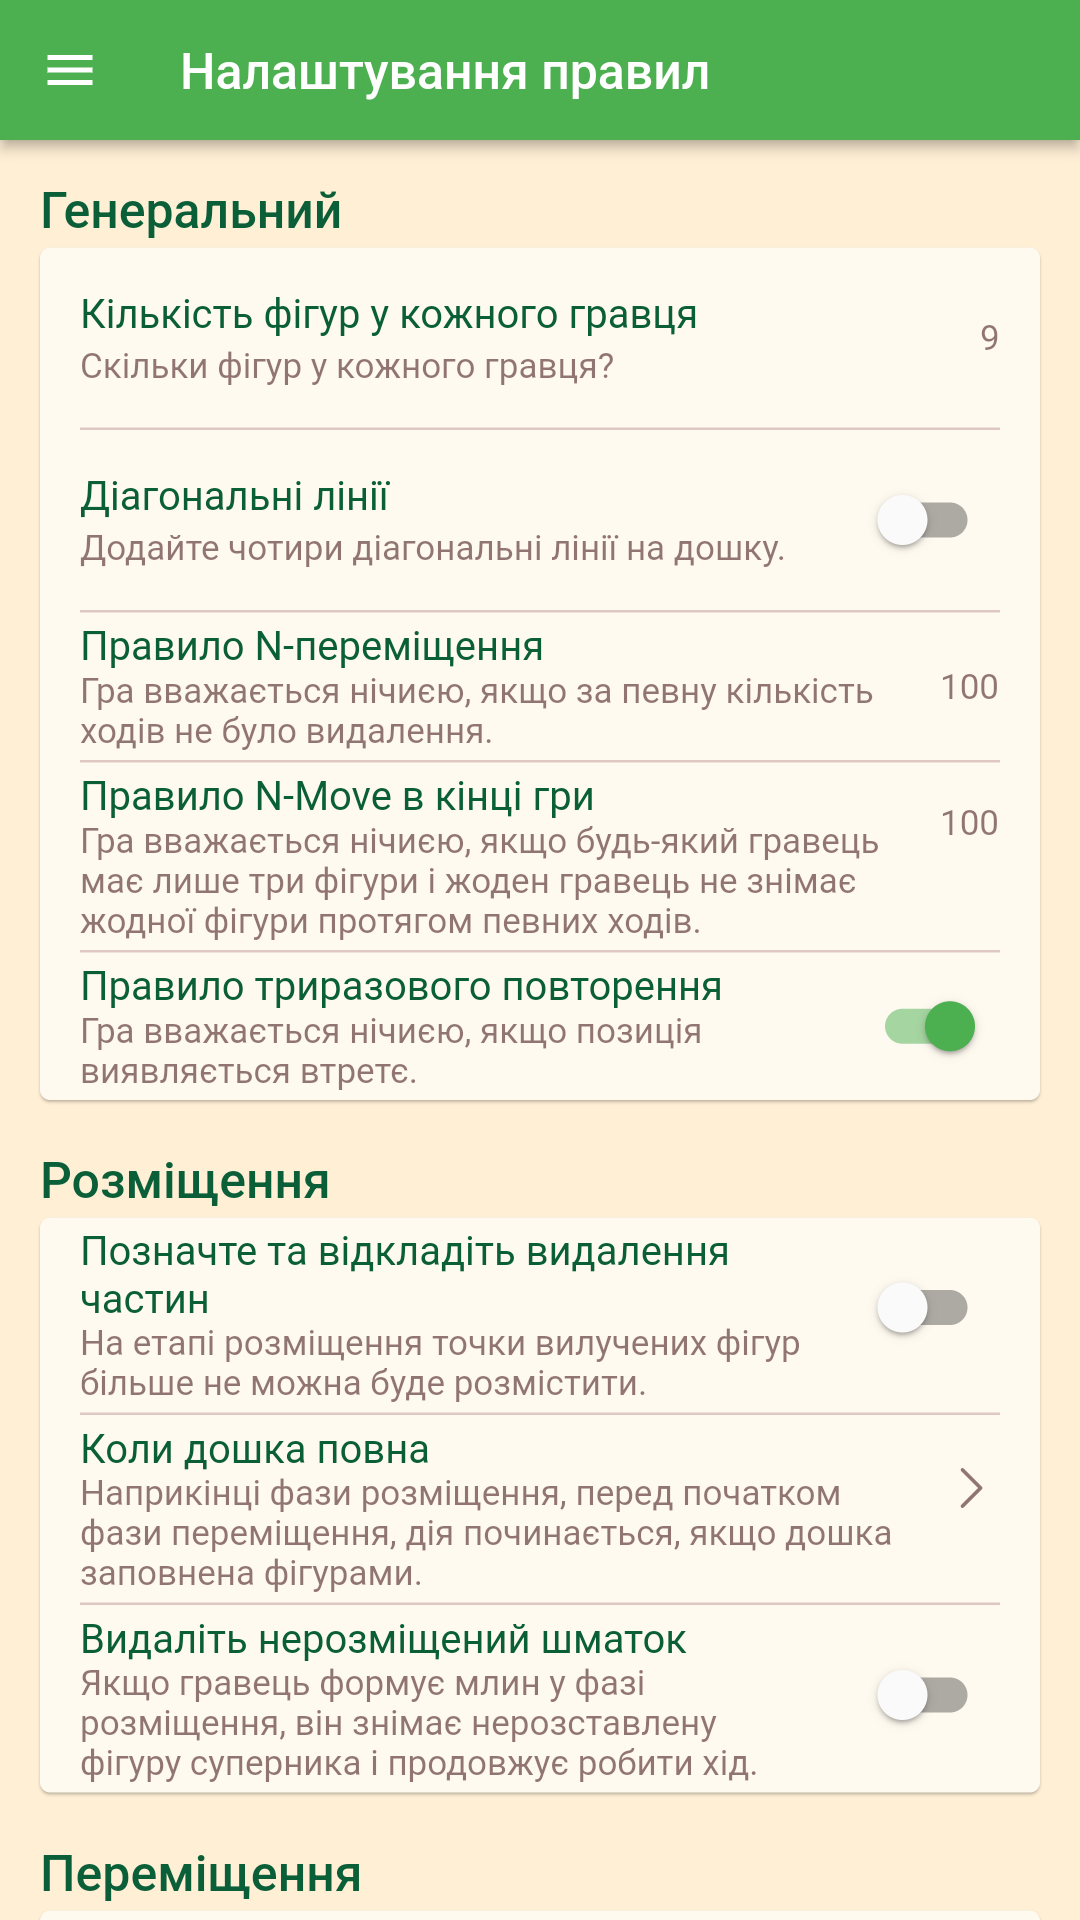 Налаштування правил
Генеральний
Кількість фігур у кожного гравця
Скільки фігур у кожного гравця?
9
Діагональні лінії
Додайте чотири діагональні лінії на дошку.
Правило N-переміщення
Гра вважається нічиєю, якщо за певну кількість
ходів не було видалення.
100
Правило N-Move в кінці гри
Гра вважається нічиєю, якщо будь-який гравець
має лише три фігури і жоден гравець не знімає
жодної фігури протягом певних ходів.
100
Правило триразового повторення
Гра вважається нічиєю, якщо позиція
виявляється втретє.
Розміщення
Позначте та відкладіть видалення
частин
На етапі розміщення точки вилучених фігур
більше не можна буде розмістити.
Коли дошка повна
Наприкінці фази розміщення, перед початком
фази переміщення, дія починається, якщо дошка
заповнена фігурами.
Видаліть нерозміщений шматок
Якщо гравець формує млин у фазі
розміщення, він знімає нерозставлену
фігуру суперника і продовжує робити хід.
Переміщення